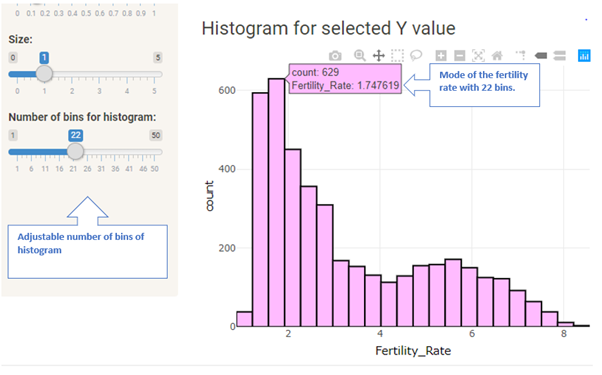 0 0.1 0.2 0.3 0.4 0.5 0.6 0.7 0.8 0.9 1
Size:
0 1 5
0 1 2 3 4 5
Number of bins for histogram:
1 22 50
1 6 11 16 21 26 31 36 41 46 50
Adjustable number of bins of
histogram
Histogram for selected Y value
count: 629
Fertility_Rate: 1.747619
Mode of the fertility
rate with 22 bins.
600
400
200
0
count
2 4 6 8
Fertility_Rate